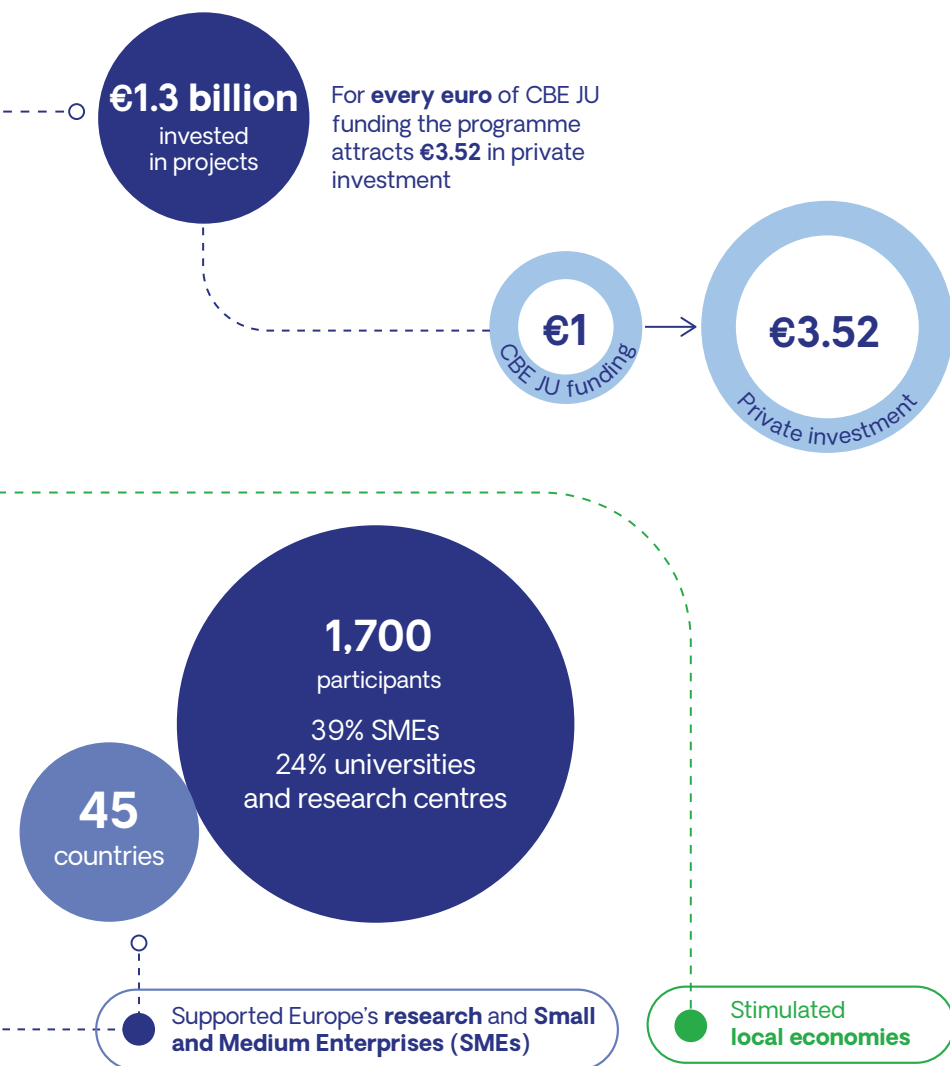 €1.3 billion
invested
in projects
For every euro of CBE JU
funding the programme
attracts €3.52 in private
investment
€1
CBE JU funding
€3.52
Private investment
1,700
participants
39% SMEs
24% universities
and research centres
45
countries
Supported Europe's research and Small
and Medium Enterprises (SMEs)
Stimulated
local economies